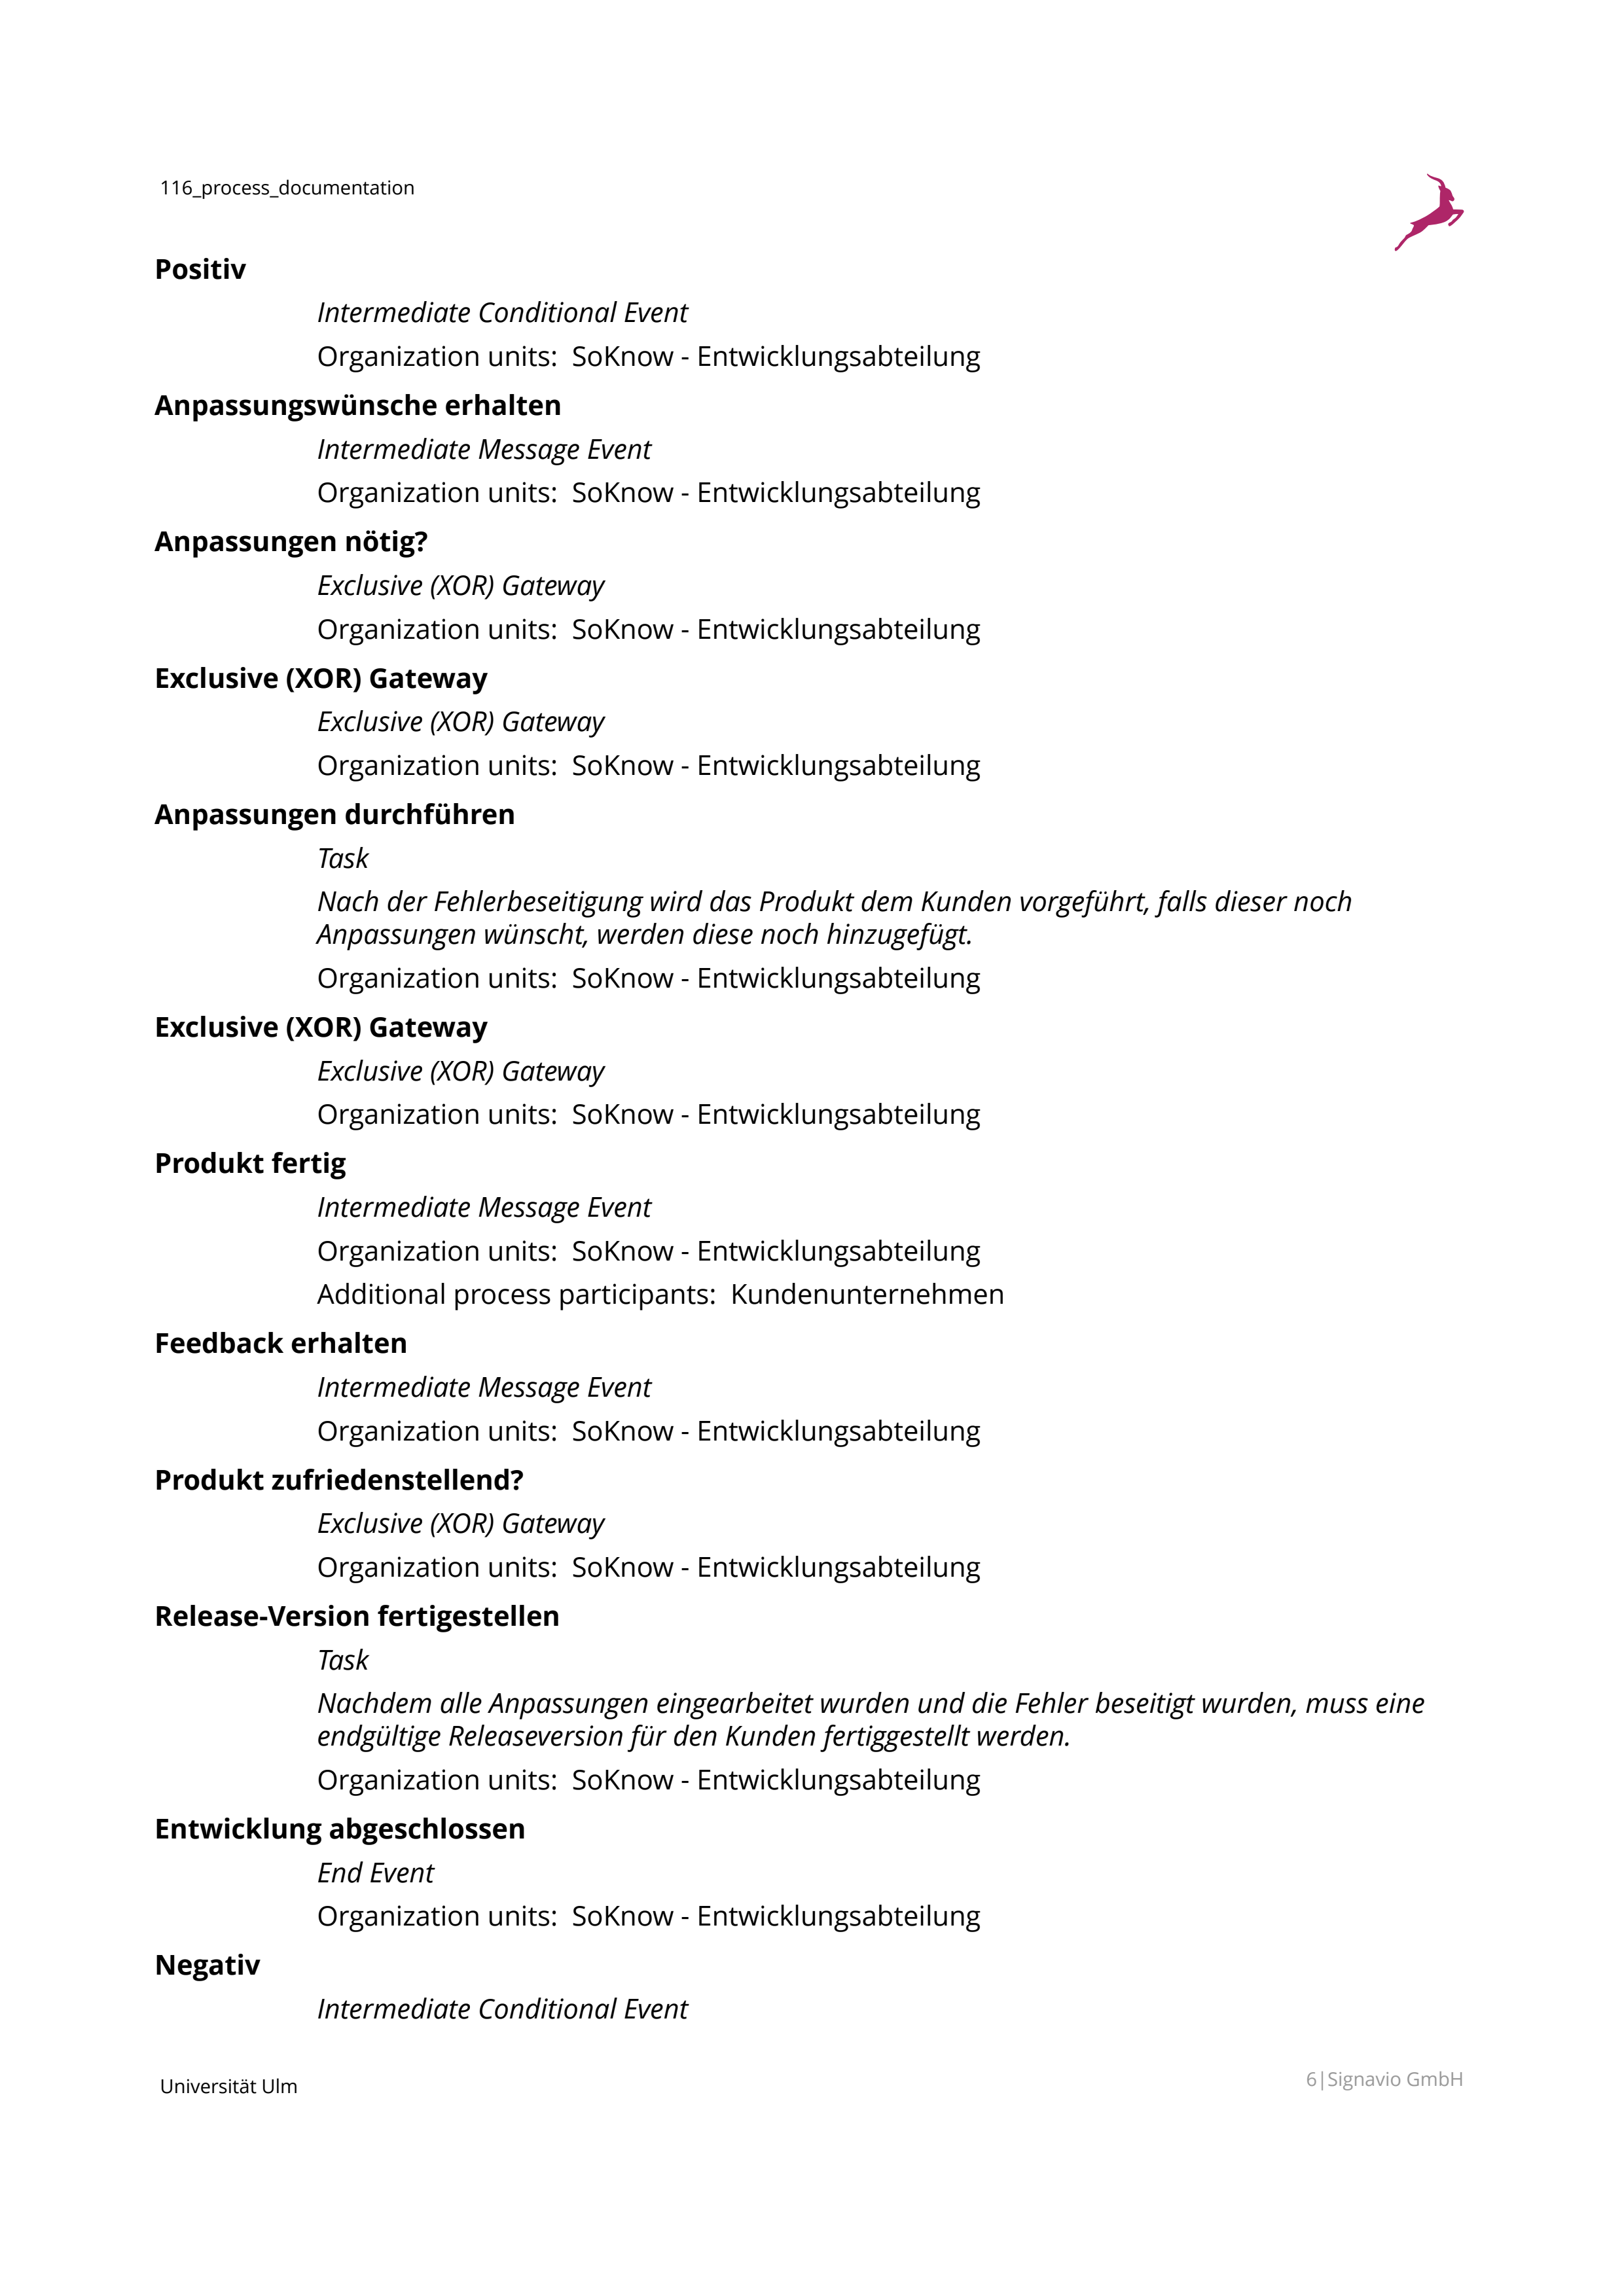 116_process_documentation
Positiv
Intermediate Conditional Event
Organization units:  SoKnow - Entwicklungsabteilung
Anpassungswünsche erhalten
Intermediate Message Event
Organization units:  SoKnow - Entwicklungsabteilung
Anpassungen nötig?
Exclusive (XOR) Gateway
Organization units:  SoKnow - Entwicklungsabteilung
Exclusive (XOR) Gateway
Exclusive (XOR) Gateway
Organization units:  SoKnow - Entwicklungsabteilung
Anpassungen durchführen
Task
Nach der Fehlerbeseitigung wird das Produkt dem Kunden vorgeführt, falls dieser noch
Anpassungen wünscht, werden diese noch hinzugefügt.
Organization units:  SoKnow - Entwicklungsabteilung
Exclusive (XOR) Gateway
Exclusive (XOR) Gateway
Organization units:  SoKnow - Entwicklungsabteilung
Produkt fertig
Intermediate Message Event
Organization units:  SoKnow - Entwicklungsabteilung
Additional process participants:  Kundenunternehmen
Feedback erhalten
Intermediate Message Event
Organization units:  SoKnow - Entwicklungsabteilung
Produkt zufriedenstellend?
Exclusive (XOR) Gateway
Organization units:  SoKnow - Entwicklungsabteilung
Release-Version fertigestellen
Task
Nachdem alle Anpassungen eingearbeitet wurden und die Fehler beseitigt wurden, muss eine
endgültige Releaseversion für den Kunden fertiggestellt werden.
Organization units:  SoKnow - Entwicklungsabteilung
Entwicklung abgeschlossen
End Event
Organization units:  SoKnow - Entwicklungsabteilung
Negativ
Intermediate Conditional Event
Universität Ulm
6|Signavio GmbH